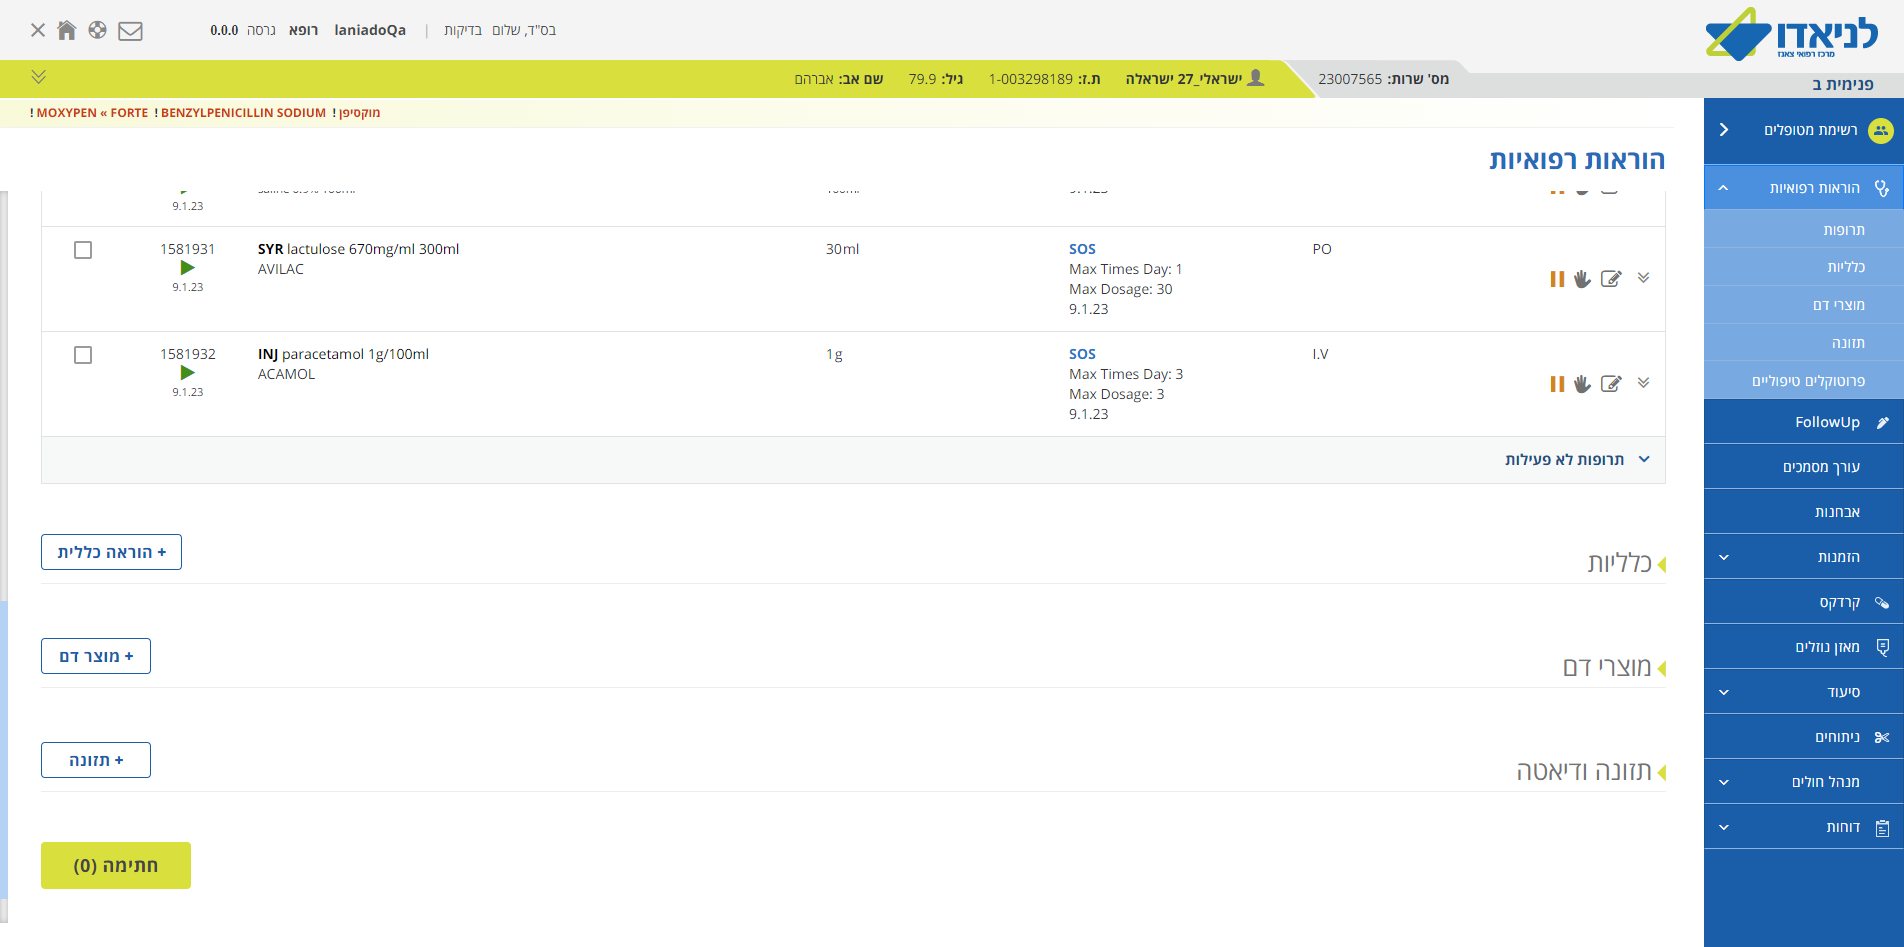 לניאדו
מרכז רפואי צאנז
בס"ד, שלום בדיקות | laniadoQa רופא גרסה 0.0.0
פנימית ב
מס' שרות: 23007565
ישראלי_27 ישראלה ת.ז: 1-003298189 גיל: 79.9 שם אב: אברהם
מוקסיפן ! BENZYLPENICILLIN SODIUM ! MOXYPEN « FORTE !
הוראות רפואיות
9.1.23
1581931 SYR lactulose 670mg/ml 300ml 30ml SOS PO
AVILAC Max Times Day: 1
9.1.23 Max Dosage: 30
9.1.23
1581932 INJ paracetamol 1g/100ml 1g SOS I.V
ACAMOL Max Times Day: 3
9.1.23 Max Dosage: 3
9.1.23
תרופות לא פעילות
כלליות
+ הוראה כללית
מוצרי דם
+ מוצר דם
תזונה ודיאטה
+ תזונה
חתימה (0)
רשימת מטופלים
הוראות רפואיות
תרופות
כלליות
מוצרי דם
תזונה
פרוטוקלים טיפוליים
FollowUp
עורך מסמכים
אבחנות
הזמנות
קרדקס
מאזן נוזלים
סיעוד
ניתוחים
מנהל חולים
דוחות